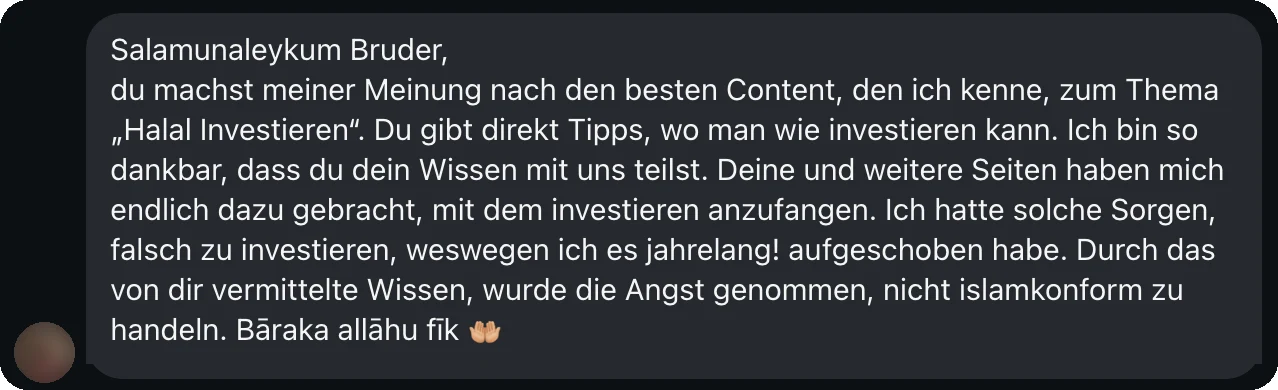 Salamunaleykum Bruder,
du machst meiner Meinung nach den besten Content, den ich kenne, zum Thema
„Halal Investieren“. Du gibt direkt Tipps, wo man wie investieren kann. Ich bin so
dankbar, dass du dein Wissen mit uns teilst. Deine und weitere Seiten haben mich
endlich dazu gebracht, mit dem investieren anzufangen. Ich hatte solche Sorgen,
falsch zu investieren, weswegen ich es jahrelang! aufgeschoben habe. Durch das
von dir vermittelte Wissen, wurde die Angst genommen, nicht islamkonform zu
handeln. Bāraka allāhu fīk 🤲🏼